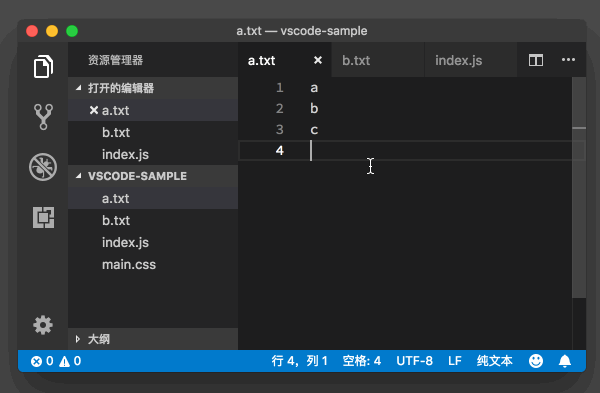 a.txt — vscode-sample
资源管理器
打开的编辑器
a.txt
b.txt
index.js
VSCODE-SAMPLE
a.txt
b.txt
index.js
main.css
大纲
a.txt b.txt index.js
1 a
2 b
3 c
4
0 0 行 4，列 1 空格: 4 UTF-8 LF 纯文本